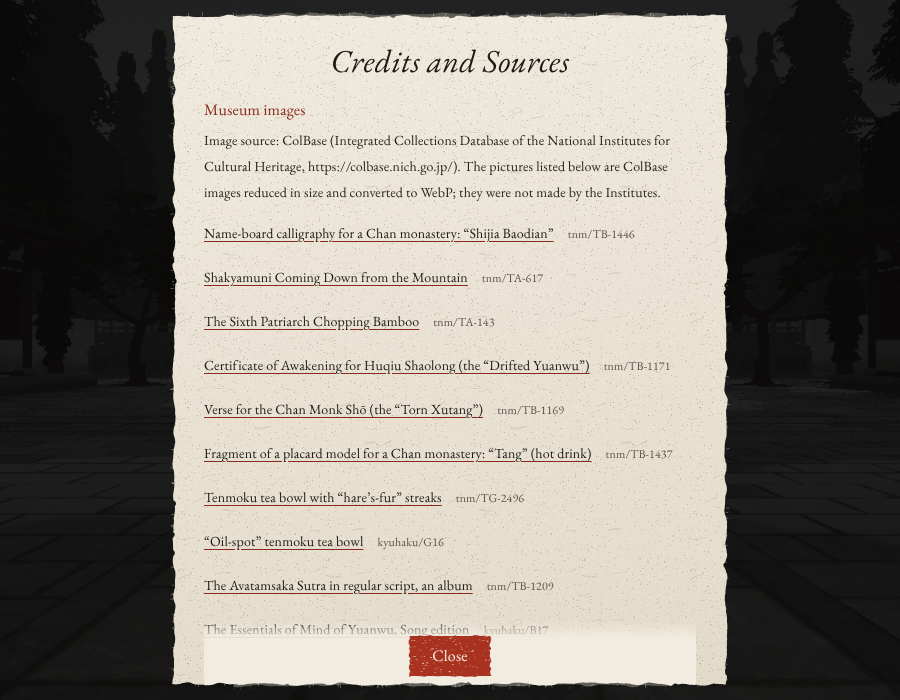 Credits and Sources
Museum images
Image source: ColBase (Integrated Collections Database of the National Institutes for
Cultural Heritage, https://colbase.nich.go.jp/). The pictures listed below are ColBase
images reduced in size and converted to WebP; they were not made by the Institutes.
Name-board calligraphy for a Chan monastery: “Shijia Baodian” tnm/TB-1446
Shakyamuni Coming Down from the Mountain tnm/TA-617
The Sixth Patriarch Chopping Bamboo tnm/TA-143
Certificate of Awakening for Huqiu Shaolong (the “Drifted Yuanwu”) tnm/TB-1171
Verse for the Chan Monk Shō (the “Torn Xutang”) tnm/TB-1169
Fragment of a placard model for a Chan monastery: “Tang” (hot drink) tnm/TB-1437
Tenmoku tea bowl with “hare’s-fur” streaks tnm/TG-2496
“Oil-spot” tenmoku tea bowl kyuhaku/G16
The Avatamsaka Sutra in regular script, an album tnm/TB-1209
The Essentials of Mind of Yuanwu, Song edition kyuhaku/B17
Close